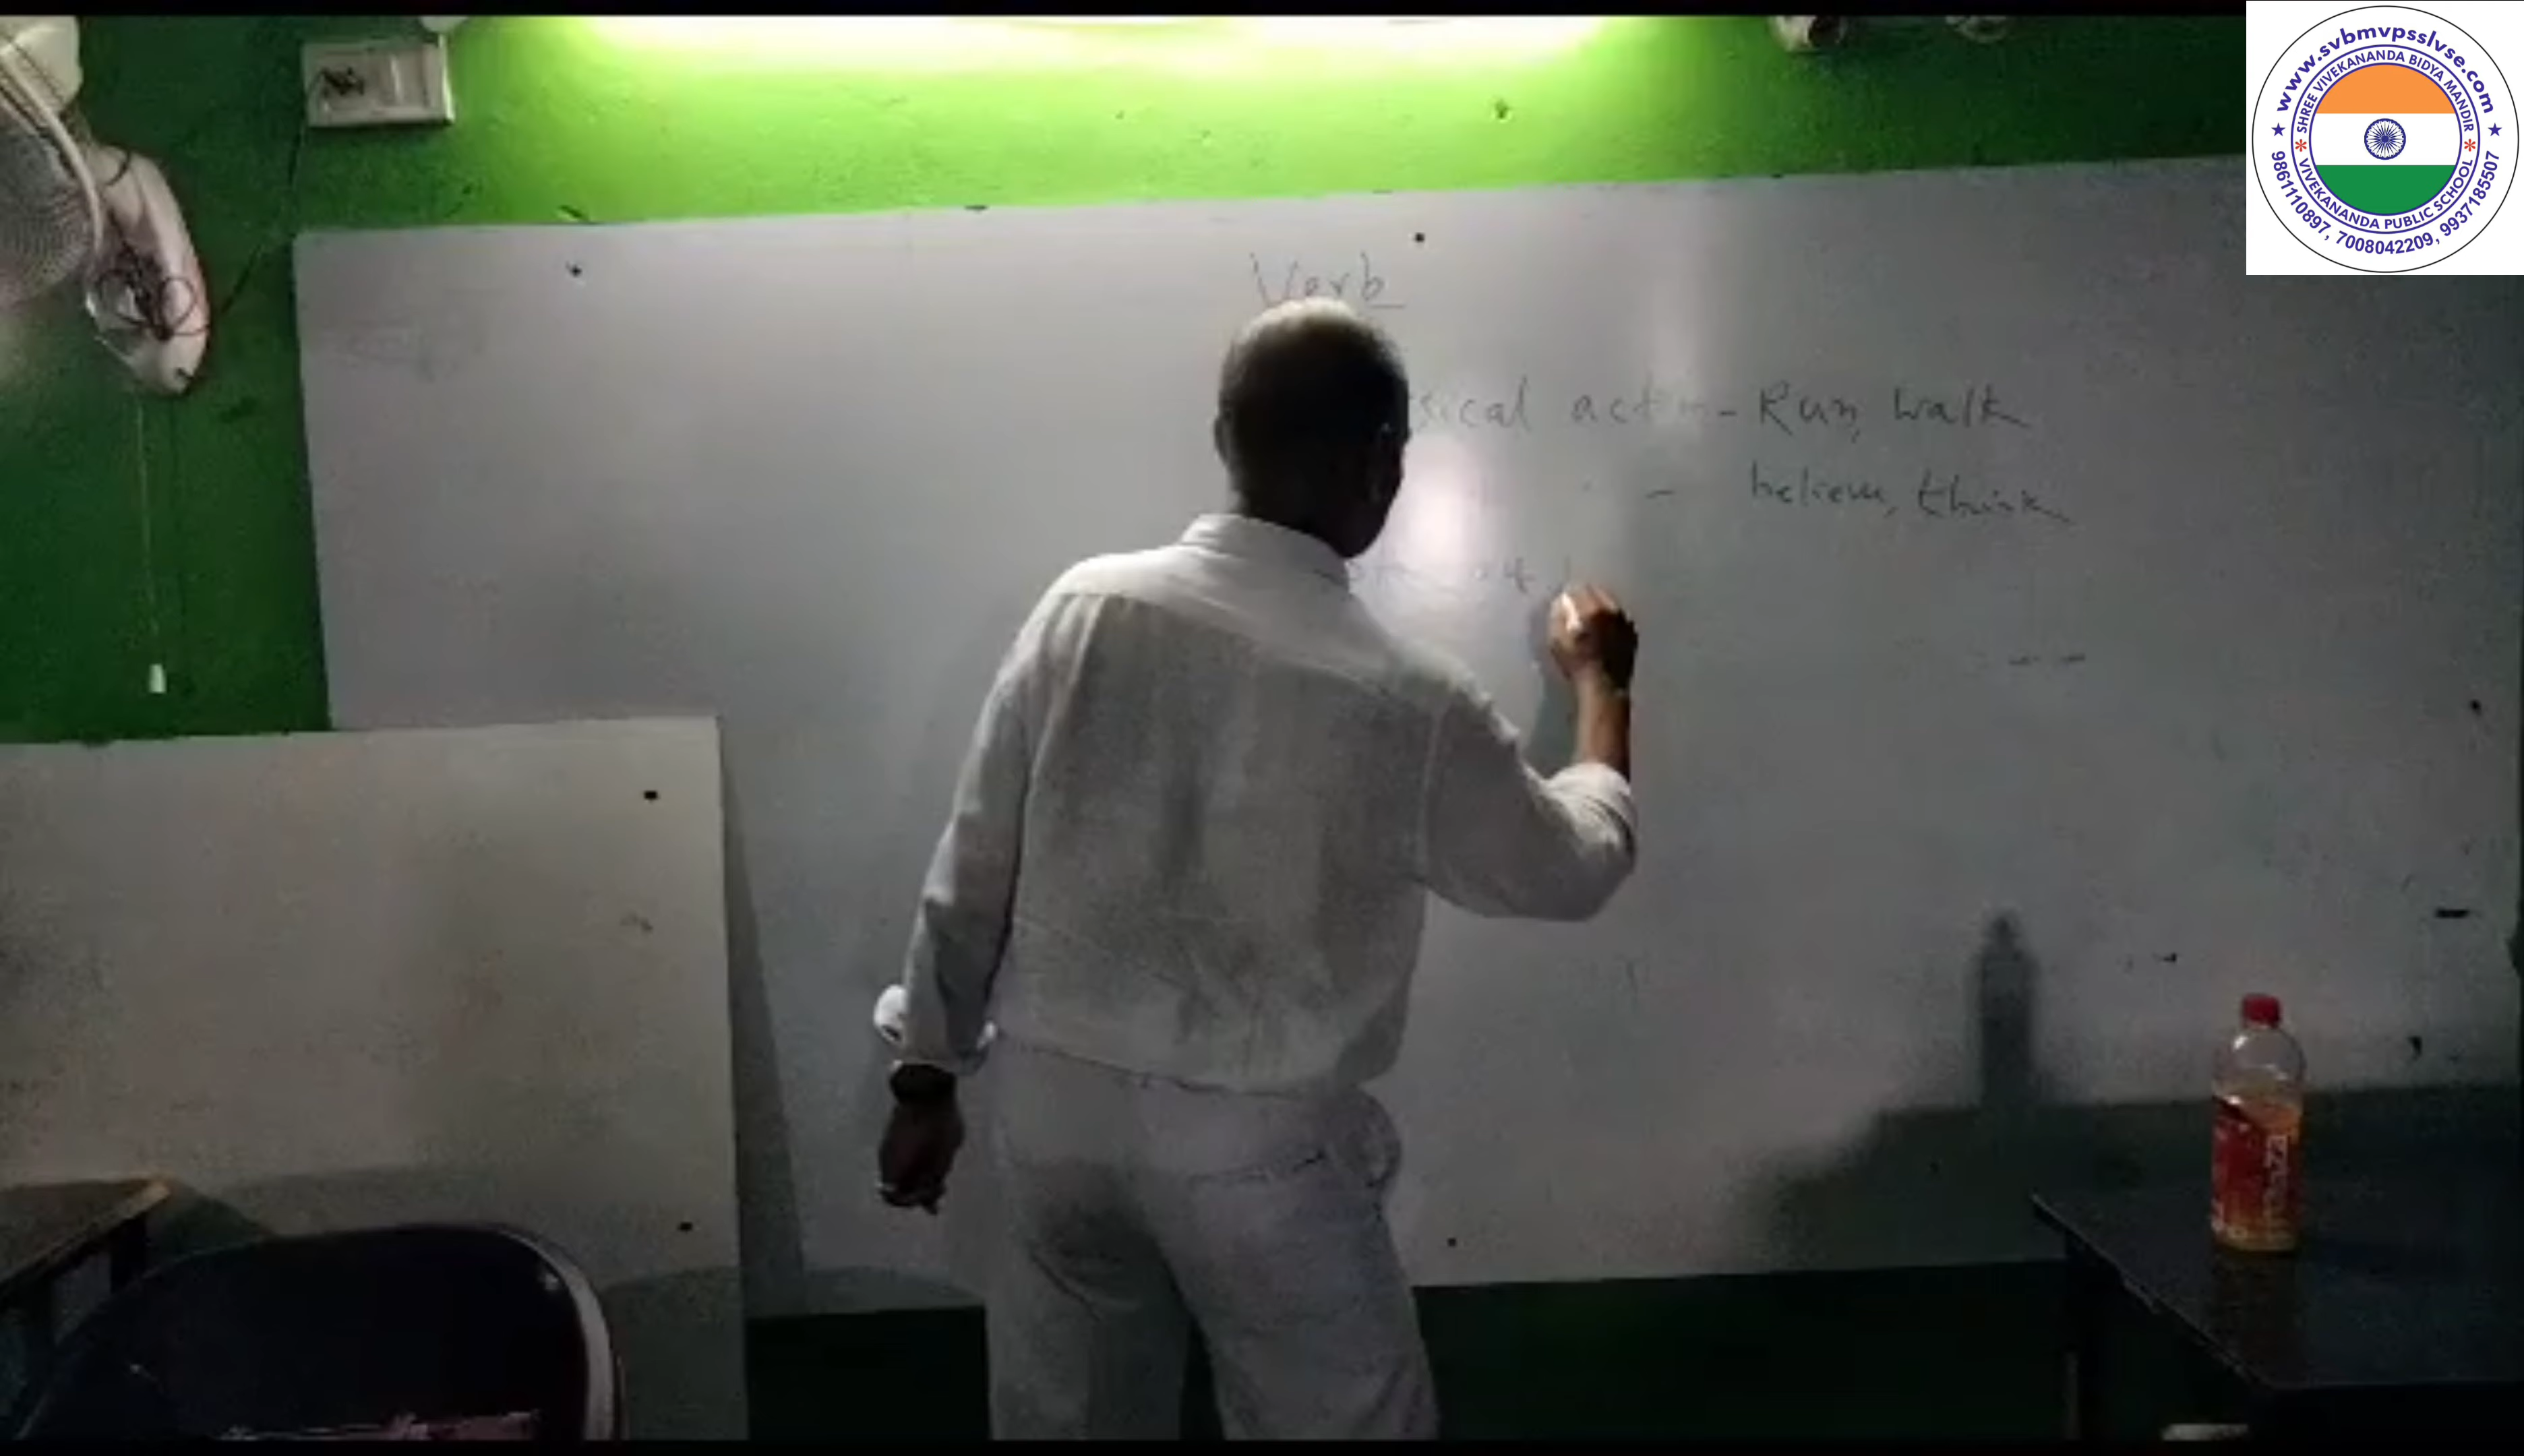 www.svbmvpsslvse.com
SHREE VIVEKANANDA BIDYA MANDIR
VIVEKANANDA PUBLIC SCHOOL
9861110897, 7008042209, 9937185507
Verb
sical action - Run, walk
- believe, think